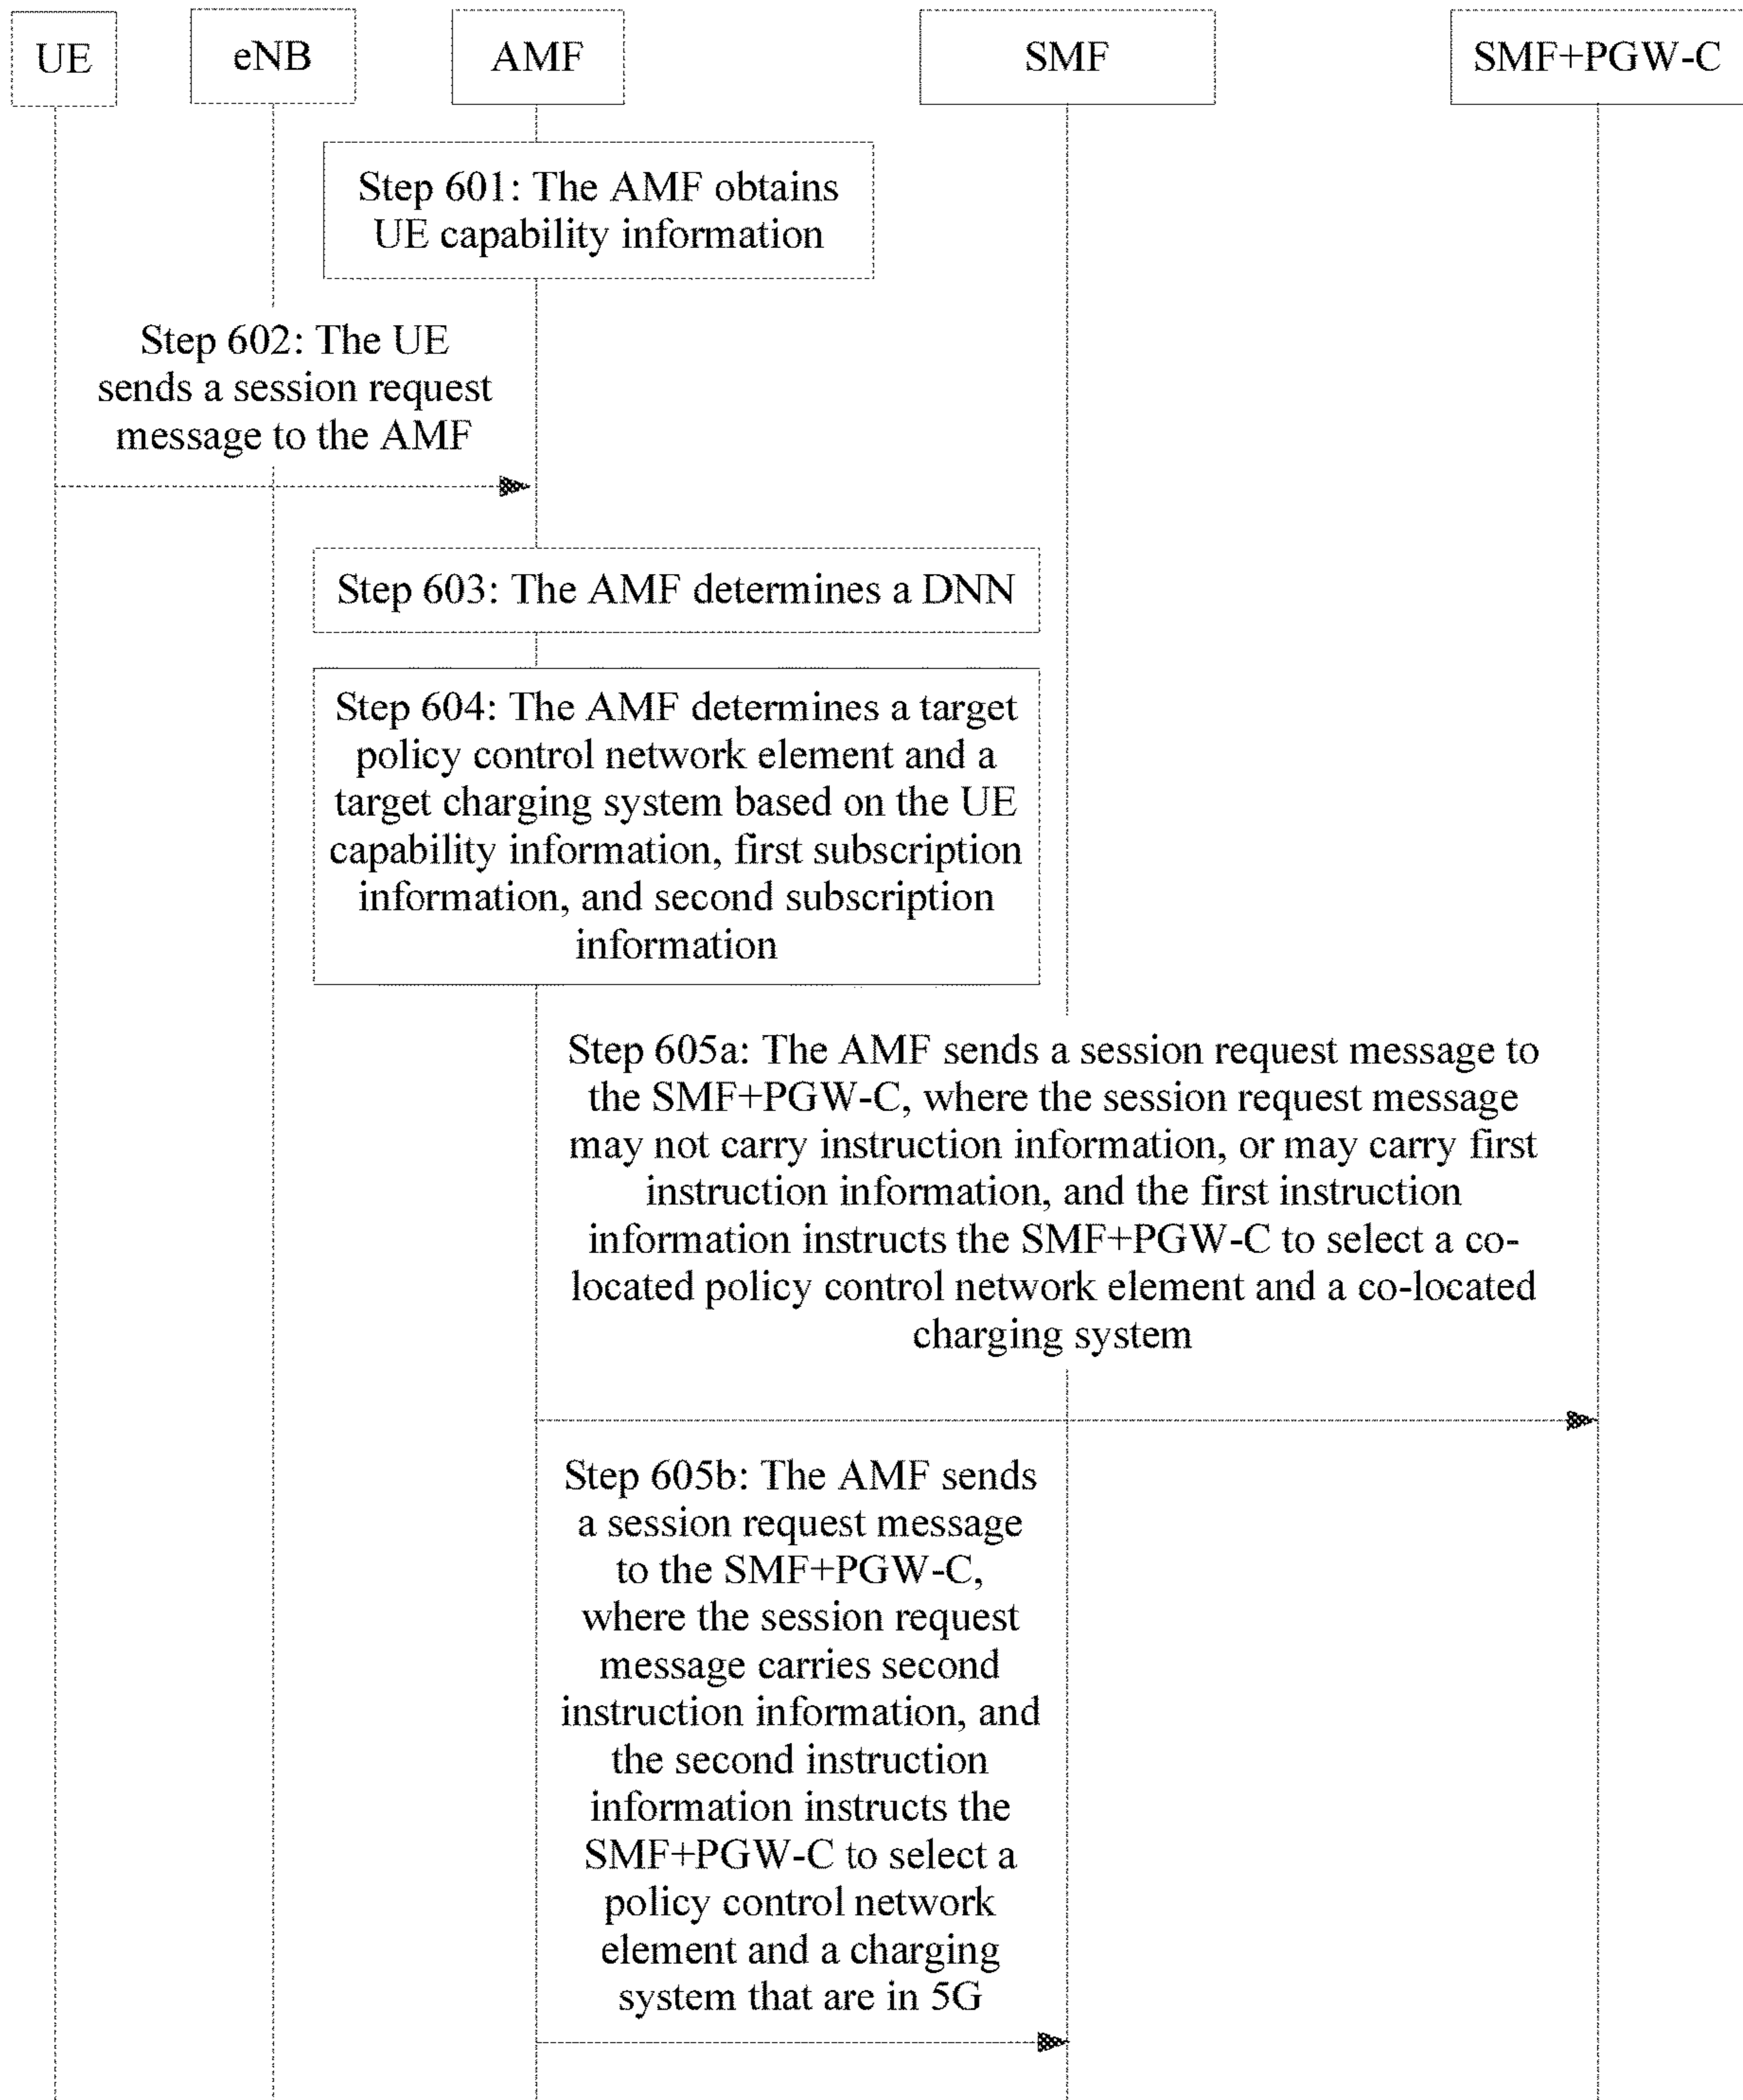 UE
eNB
AMF
SMF
SMF+PGW-C
Step 601: The AMF obtains
UE capability information
Step 602: The UE
sends a session request
message to the AMF
Step 603: The AMF determines a DNN
Step 604: The AMF determines a target
policy control network element and a
target charging system based on the UE
capability information, first subscription
information, and second subscription
information
Step 605a: The AMF sends a session request message to
the SMF+PGW-C, where the session request message
may not carry instruction information, or may carry first
instruction information, and the first instruction
information instructs the SMF+PGW-C to select a co-
located policy control network element and a co-located
charging system
Step 605b: The AMF sends
a session request message
to the SMF+PGW-C,
where the session request
message carries second
instruction information, and
the second instruction
information instructs the
SMF+PGW-C to select a
policy control network
element and a charging
system that are in 5G